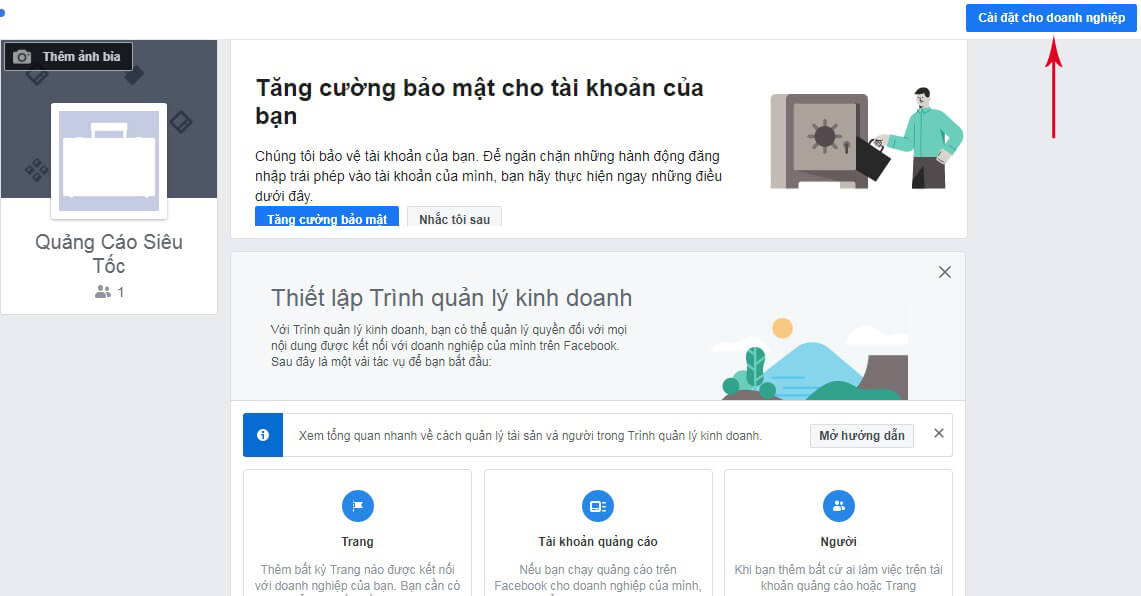 Cài đặt cho doanh nghiệp
Thêm ảnh bìa
Quảng Cáo Siêu
Tốc
1
Tăng cường bảo mật cho tài khoản của
bạn
Chúng tôi bảo vệ tài khoản của bạn. Để ngăn chặn những hành động đăng
nhập trái phép vào tài khoản của mình, bạn hãy thực hiện ngay những điều
dưới đây.
Tăng cường bảo mật
Nhắc tôi sau
Thiết lập Trình quản lý kinh doanh
Với Trình quản lý kinh doanh, bạn có thể quản lý quyền đối với mọi
nội dung được kết nối với doanh nghiệp của mình trên Facebook.
Sau đây là một vài tác vụ để bạn bắt đầu:
Xem tổng quan nhanh về cách quản lý tài sản và người trong Trình quản lý kinh doanh.
Mở hướng dẫn
Trang
Thêm bất kỳ Trang nào được kết nối
với doanh nghiệp của bạn. Bạn cần có
Tài khoản quảng cáo
Nếu bạn chạy quảng cáo trên
Facebook cho doanh nghiệp của mình,
Người
Khi bạn thêm bất cứ ai làm việc trên tài
khoản quảng cáo hoặc Trang